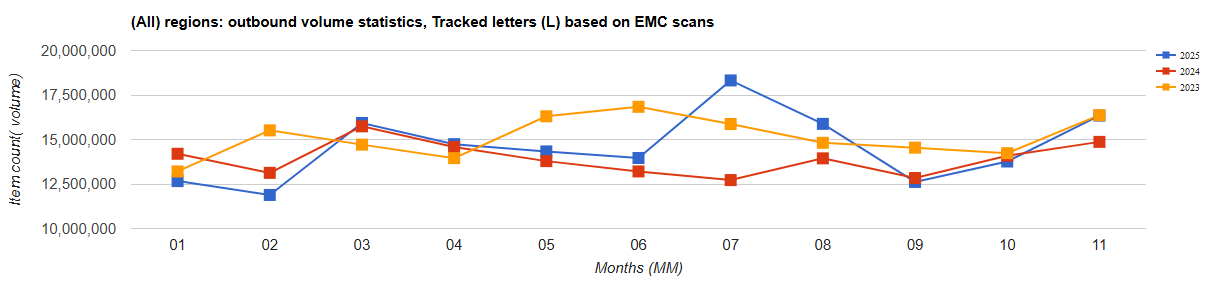 (All) regions: outbound volume statistics, Tracked letters (L) based on EMC scans
20,000,000
17,500,000
15,000,000
12,500,000
10,000,000
Item count( volume)
01 02 03 04 05 06 07 08 09 10 11
Months (MM)
2025
2024
2023